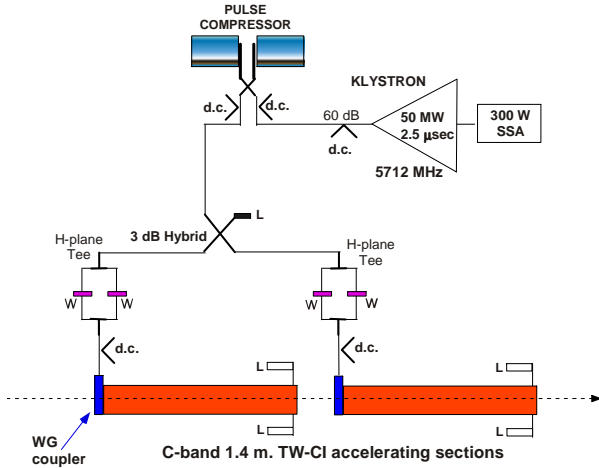 PULSE
COMPRESSOR
KLYSTRON
d.c.
d.c.
60 dB
50 MW
2.5 μsec
300 W
SSA
d.c.
5712 MHz
L
3 dB Hybrid
H-plane
Tee
H-plane
Tee
W
W
W
W
d.c.
d.c.
L
L
L
L
WG
coupler
C-band 1.4 m. TW-CI accelerating sections